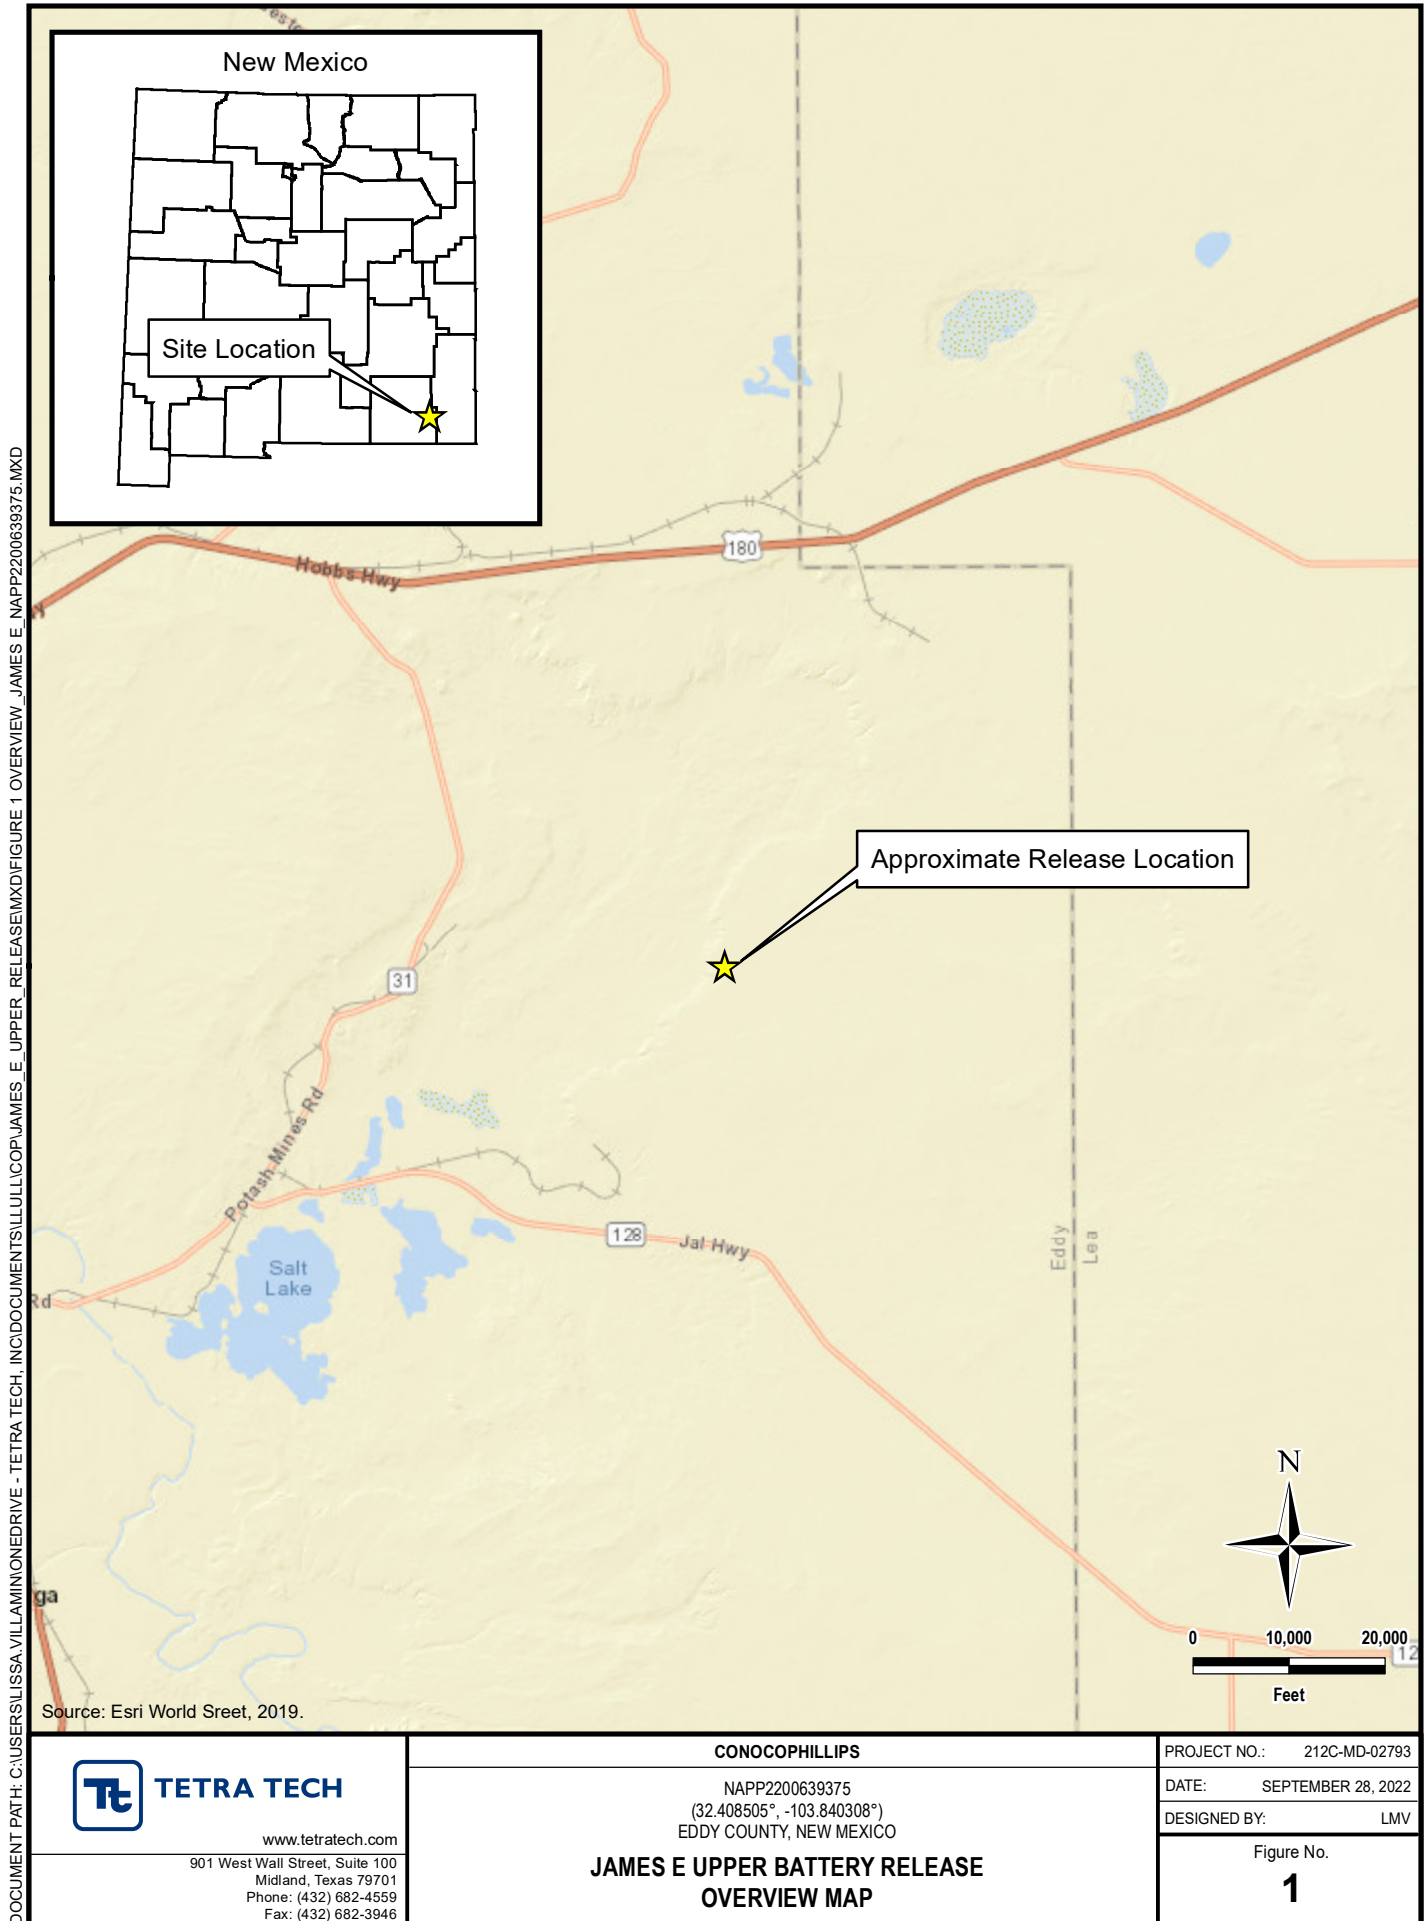 New Mexico
Site Location
180
Hobbs Hwy
Approximate Release Location
31
Potash Mines Rd
128
Jal Hwy
Eddy
Lea
Salt
Lake
Rd
ga
N
0 10,000 20,000
Feet
12
Source: Esri World Sreet, 2019.
DOCUMENT PATH: C:\USERS\LISSA.VILLAMIN\ONEDRIVE - TETRA TECH, INC\DOCUMENTS\LLULL\COP\JAMES_E_UPPER_RELEASE\MXD\FIGURE 1 OVERVIEW_JAMES E_NAPP2200639375.MXD
Tt TETRA TECH
www.tetratech.com
901 West Wall Street, Suite 100
Midland, Texas 79701
Phone: (432) 682-4559
Fax: (432) 682-3946
CONOCOPHILLIPS
NAPP2200639375
(32.408505°, -103.840308°)
EDDY COUNTY, NEW MEXICO
JAMES E UPPER BATTERY RELEASE
OVERVIEW MAP
PROJECT NO.: 212C-MD-02793
DATE: SEPTEMBER 28, 2022
DESIGNED BY: LMV
Figure No.
1